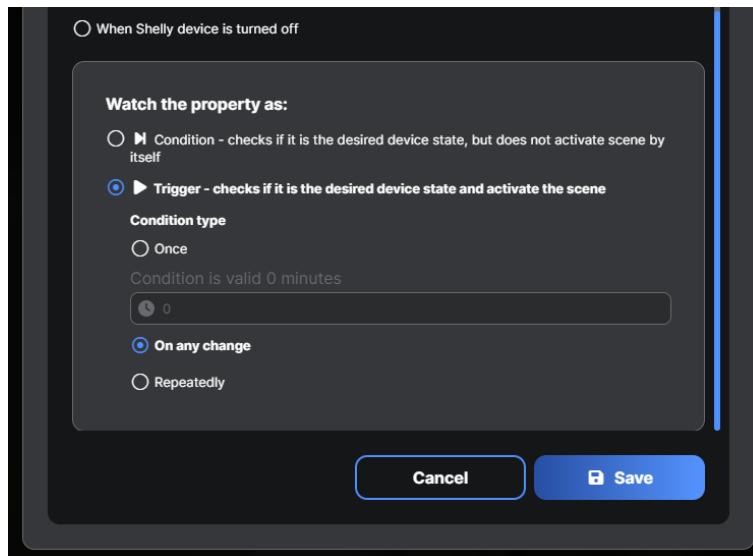 When Shelly device is turned off
Watch the property as:
Condition - checks if it is the desired device state, but does not activate scene by
itself
Trigger - checks if it is the desired device state and activate the scene
Condition type
Once
Condition is valid 0 minutes
0
On any change
Repeatedly
Cancel
Save